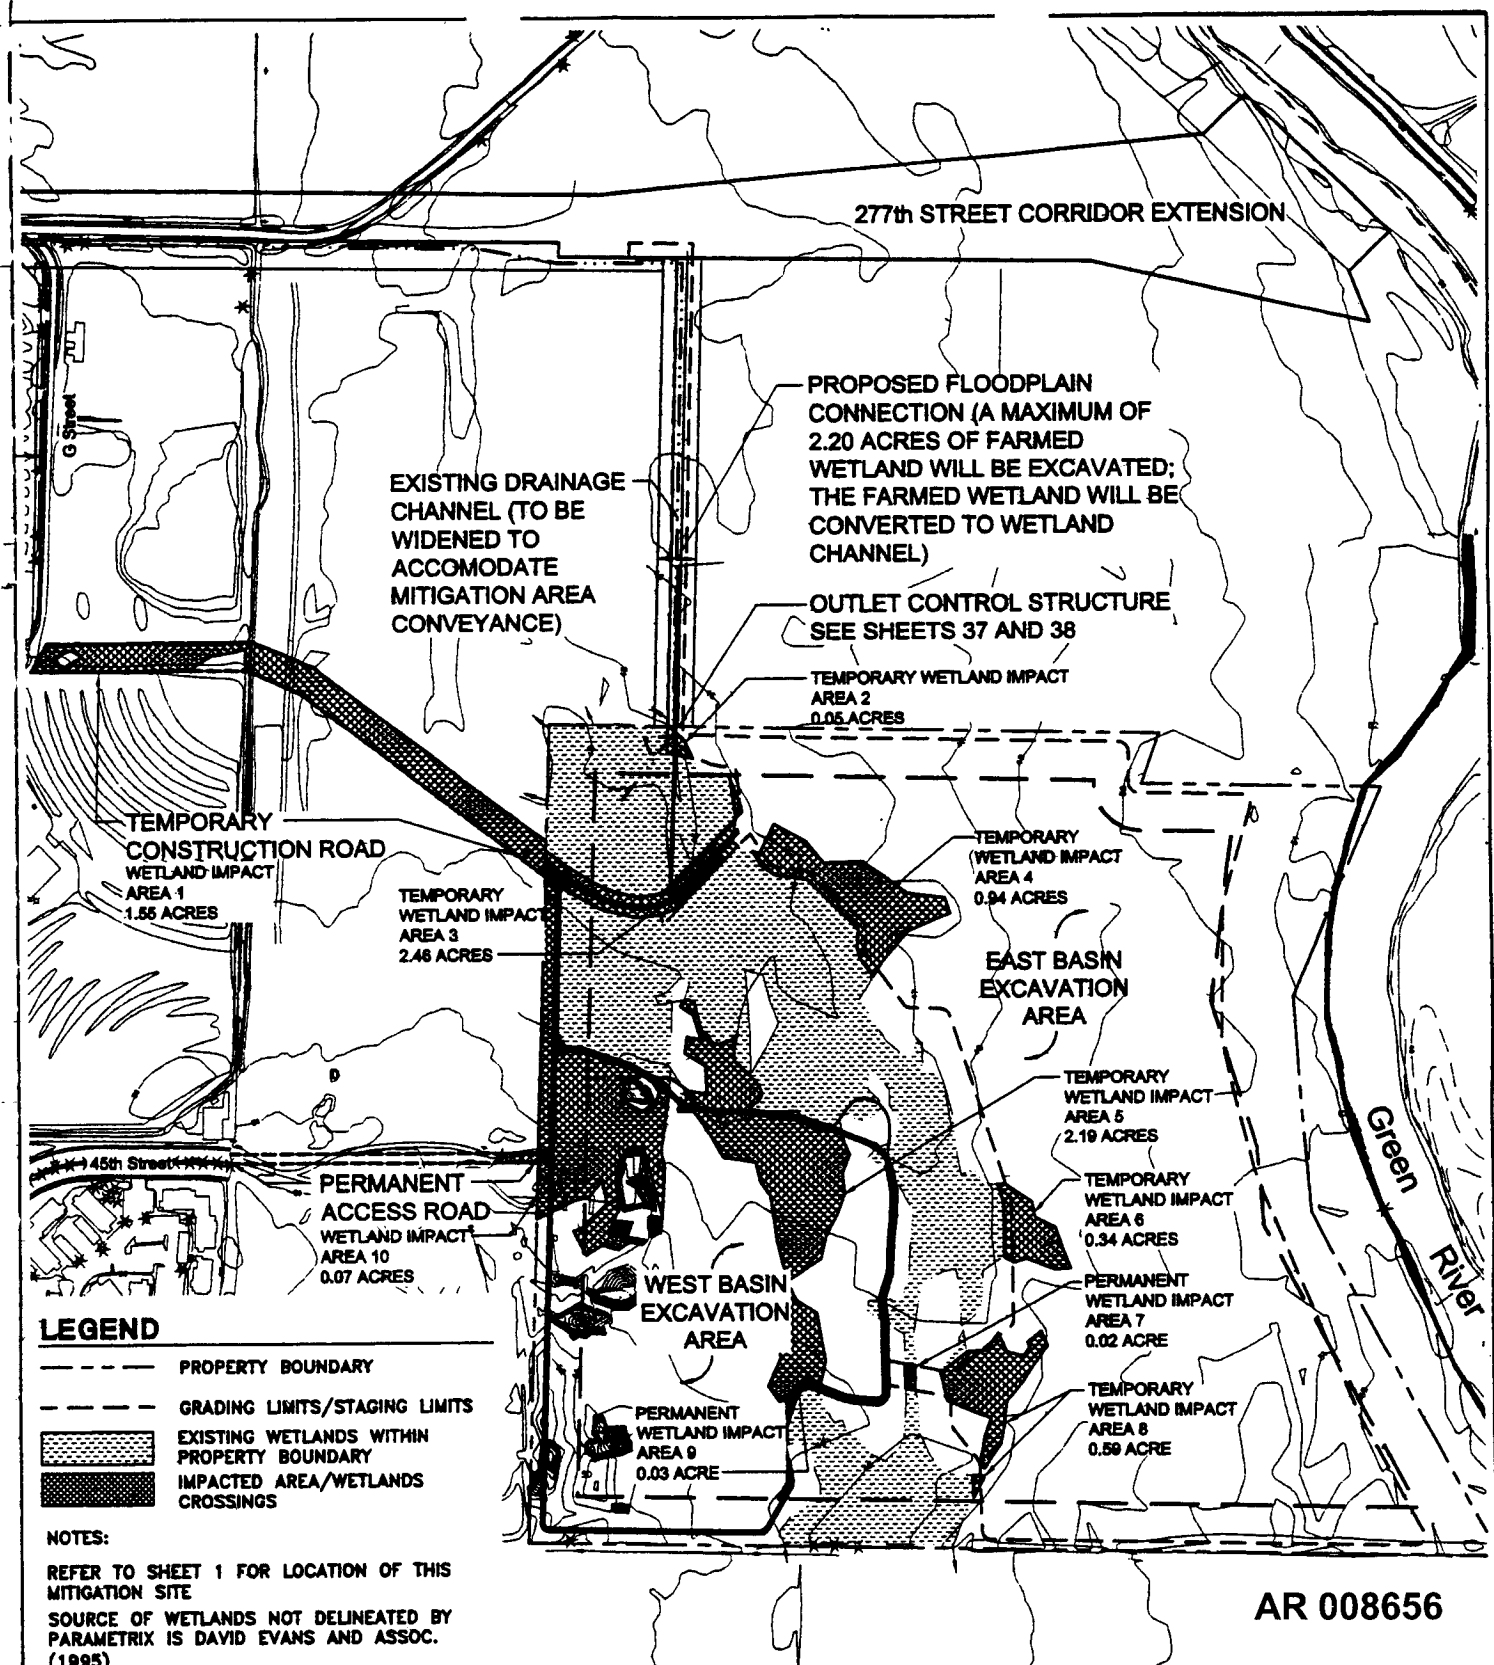 277th STREET CORRIDOR EXTENSION
G Street
PROPOSED FLOODPLAIN
CONNECTION (A MAXIMUM OF
2.20 ACRES OF FARMED
WETLAND WILL BE EXCAVATED;
THE FARMED WETLAND WILL BE
CONVERTED TO WETLAND
CHANNEL)
EXISTING DRAINAGE
CHANNEL (TO BE
WIDENED TO
ACCOMODATE
MITIGATION AREA
CONVEYANCE)
OUTLET CONTROL STRUCTURE
SEE SHEETS 37 AND 38
TEMPORARY WETLAND IMPACT
AREA 2
0.05 ACRES
TEMPORARY
CONSTRUCTION ROAD
WETLAND IMPACT
AREA 1
1.55 ACRES
TEMPORARY
WETLAND IMPACT
AREA 3
2.46 ACRES
TEMPORARY
WETLAND IMPACT
AREA 4
0.94 ACRES
EAST BASIN
EXCAVATION
AREA
TEMPORARY
WETLAND IMPACT
AREA 5
2.19 ACRES
Green
River
45th Street
PERMANENT
ACCESS ROAD
WETLAND IMPACT
AREA 10
0.07 ACRES
TEMPORARY
WETLAND IMPACT
AREA 6
0.34 ACRES
WEST BASIN
EXCAVATION
AREA
PERMANENT
WETLAND IMPACT
AREA 7
0.02 ACRE
TEMPORARY
WETLAND IMPACT
AREA 8
0.59 ACRE
PERMANENT
WETLAND IMPACT
AREA 9
0.03 ACRE
LEGEND
PROPERTY BOUNDARY
GRADING LIMITS/STAGING LIMITS
EXISTING WETLANDS WITHIN
PROPERTY BOUNDARY
IMPACTED AREA/WETLANDS
CROSSINGS
NOTES:
REFER TO SHEET 1 FOR LOCATION OF THIS
MITIGATION SITE
SOURCE OF WETLANDS NOT DELINEATED BY
PARAMETRIX IS DAVID EVANS AND ASSOC.
(1995)
AR 008656